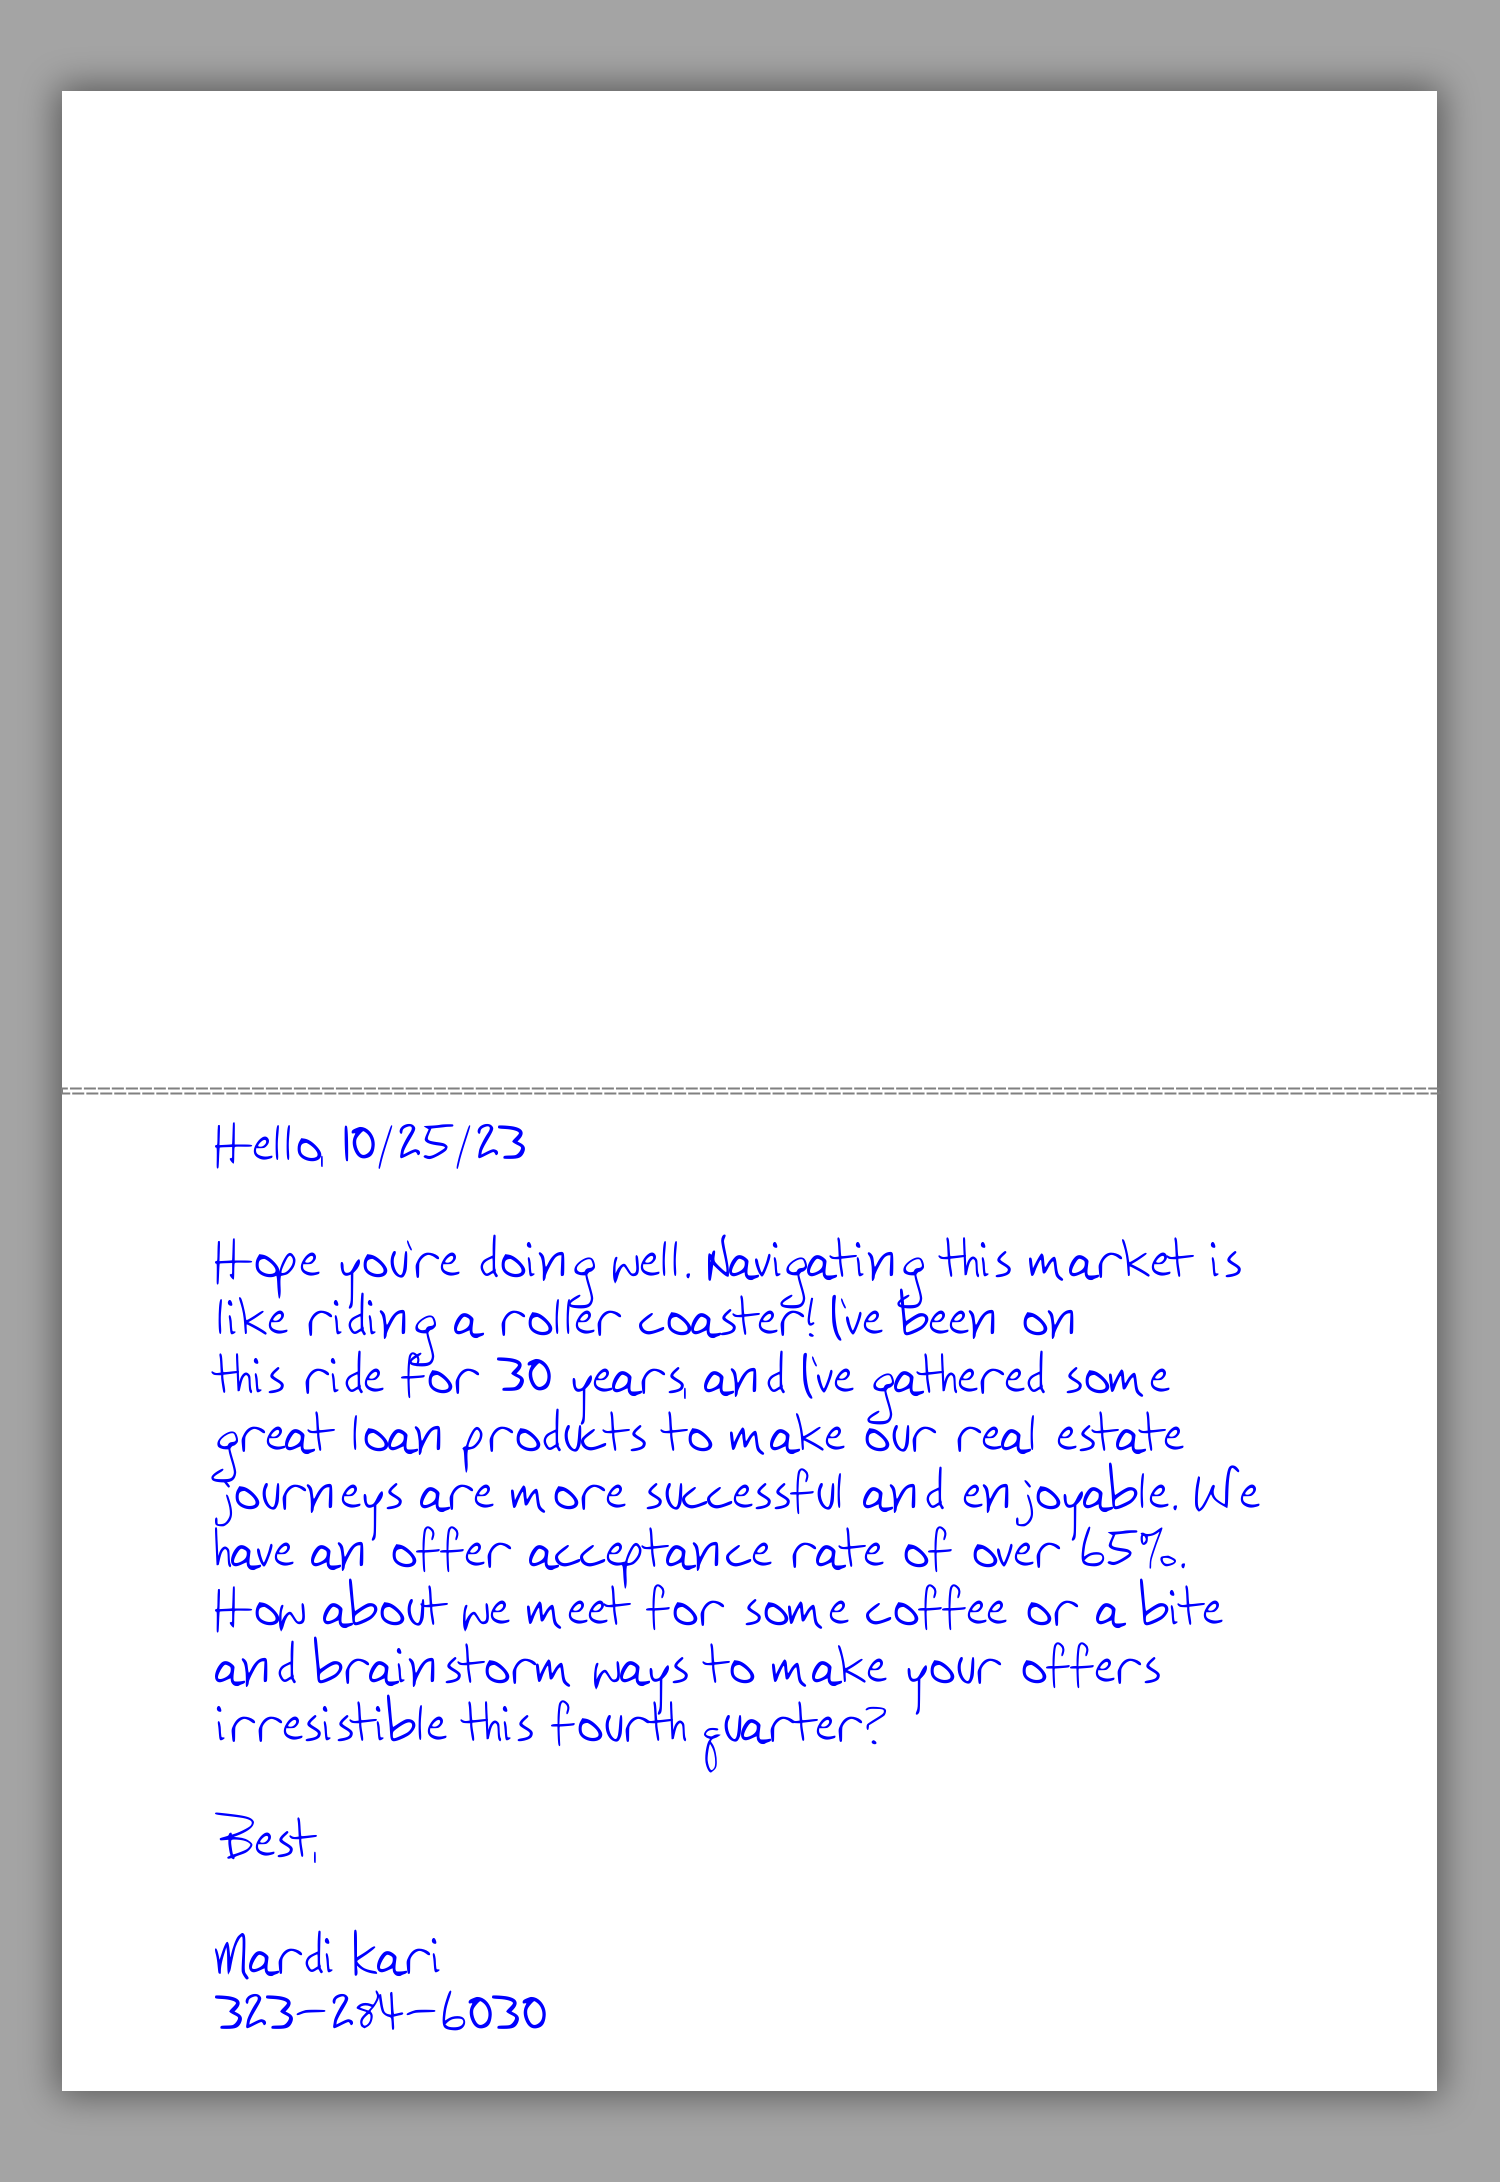 Hello, 10/25/23
Hope you're doing well. Navigating this market is
like riding a roller coaster! I've been on
this ride for 30 years, and I've gathered some
great loan products to make our real estate
journeys are more successful and enjoyable. We
have an offer acceptance rate of over 65%.
How about we meet for some coffee or a bite
and brainstorm ways to make your offers
irresistible this fourth quarter?
Best,
Mardi Kari
323-284-6030